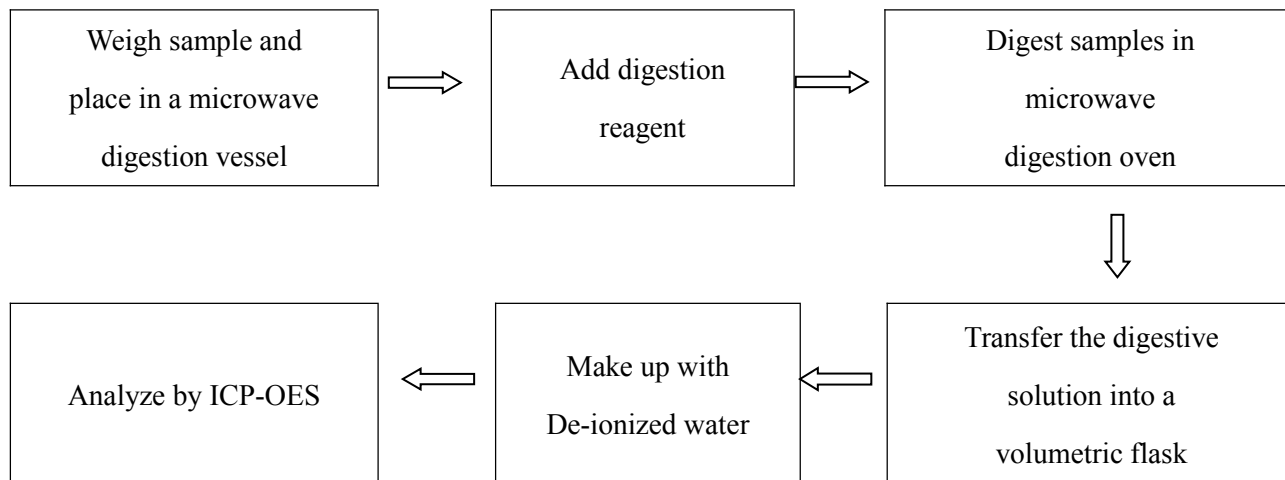 Weigh sample and
place in a microwave
digestion vessel
Add digestion
reagent
Digest samples in
microwave
digestion oven
Transfer the digestive
solution into a
volumetric flask
Make up with
De-ionized water
Analyze by ICP-OES